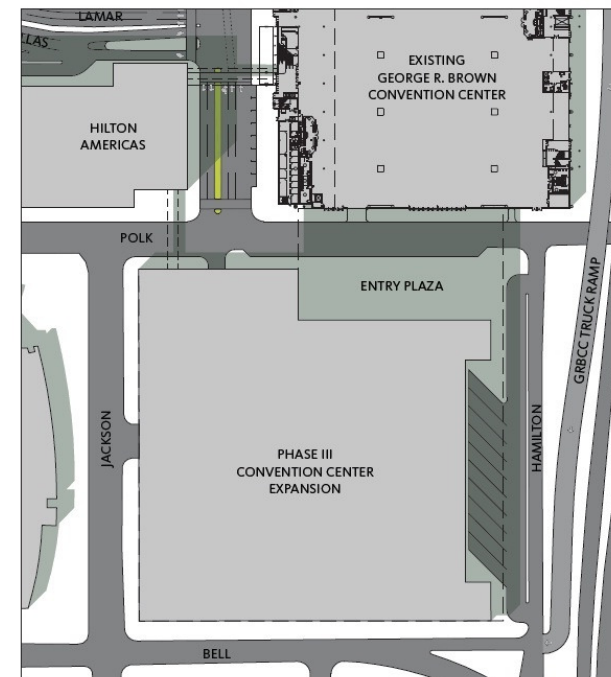 LAMAR
LLAS
EXISTING
GEORGE R. BROWN
CONVENTION CENTER
HILTON
AMERICAS
POLK
ENTRY PLAZA
GRBCC TRUCK RAMP
JACKSON
HAMILTON
PHASE III
CONVENTION CENTER
EXPANSION
BELL